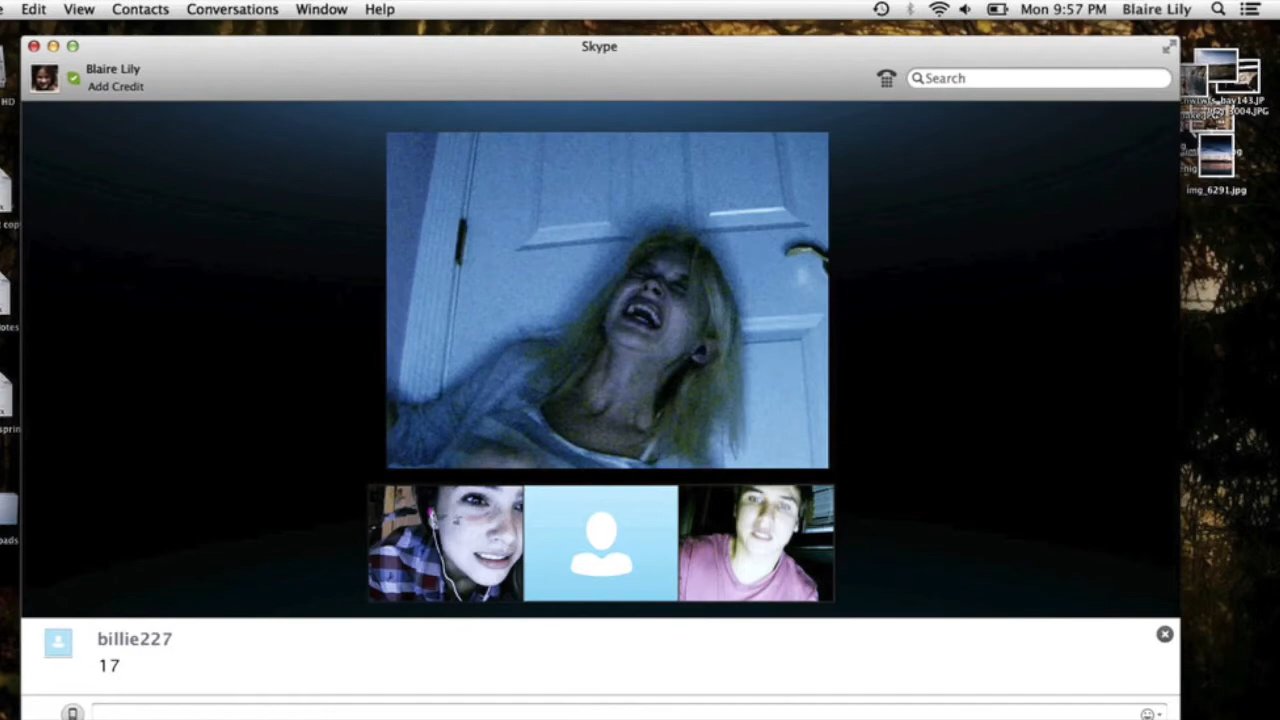 Edit View Contacts Conversations Window Help Mon 9:57 PM Blaire Lily
Skype
Blaire Lily
Add Credit
Search
HD
img_6291.jpg
billie227
17